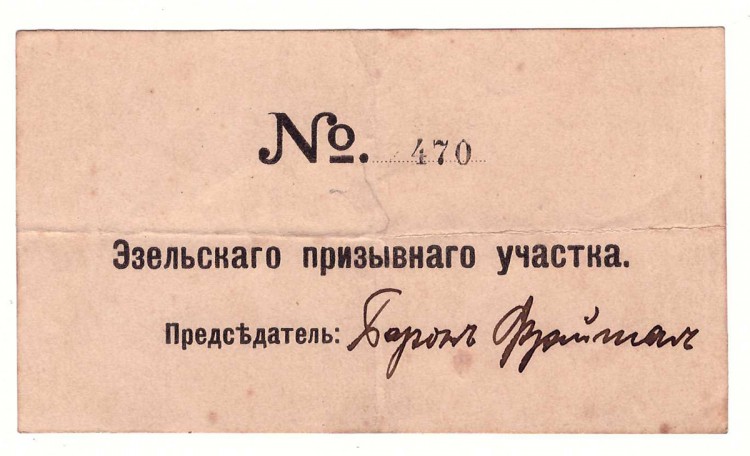 №. 470
Эзельскаго призывнаго участка.
Предсѣдатель: Баронъ